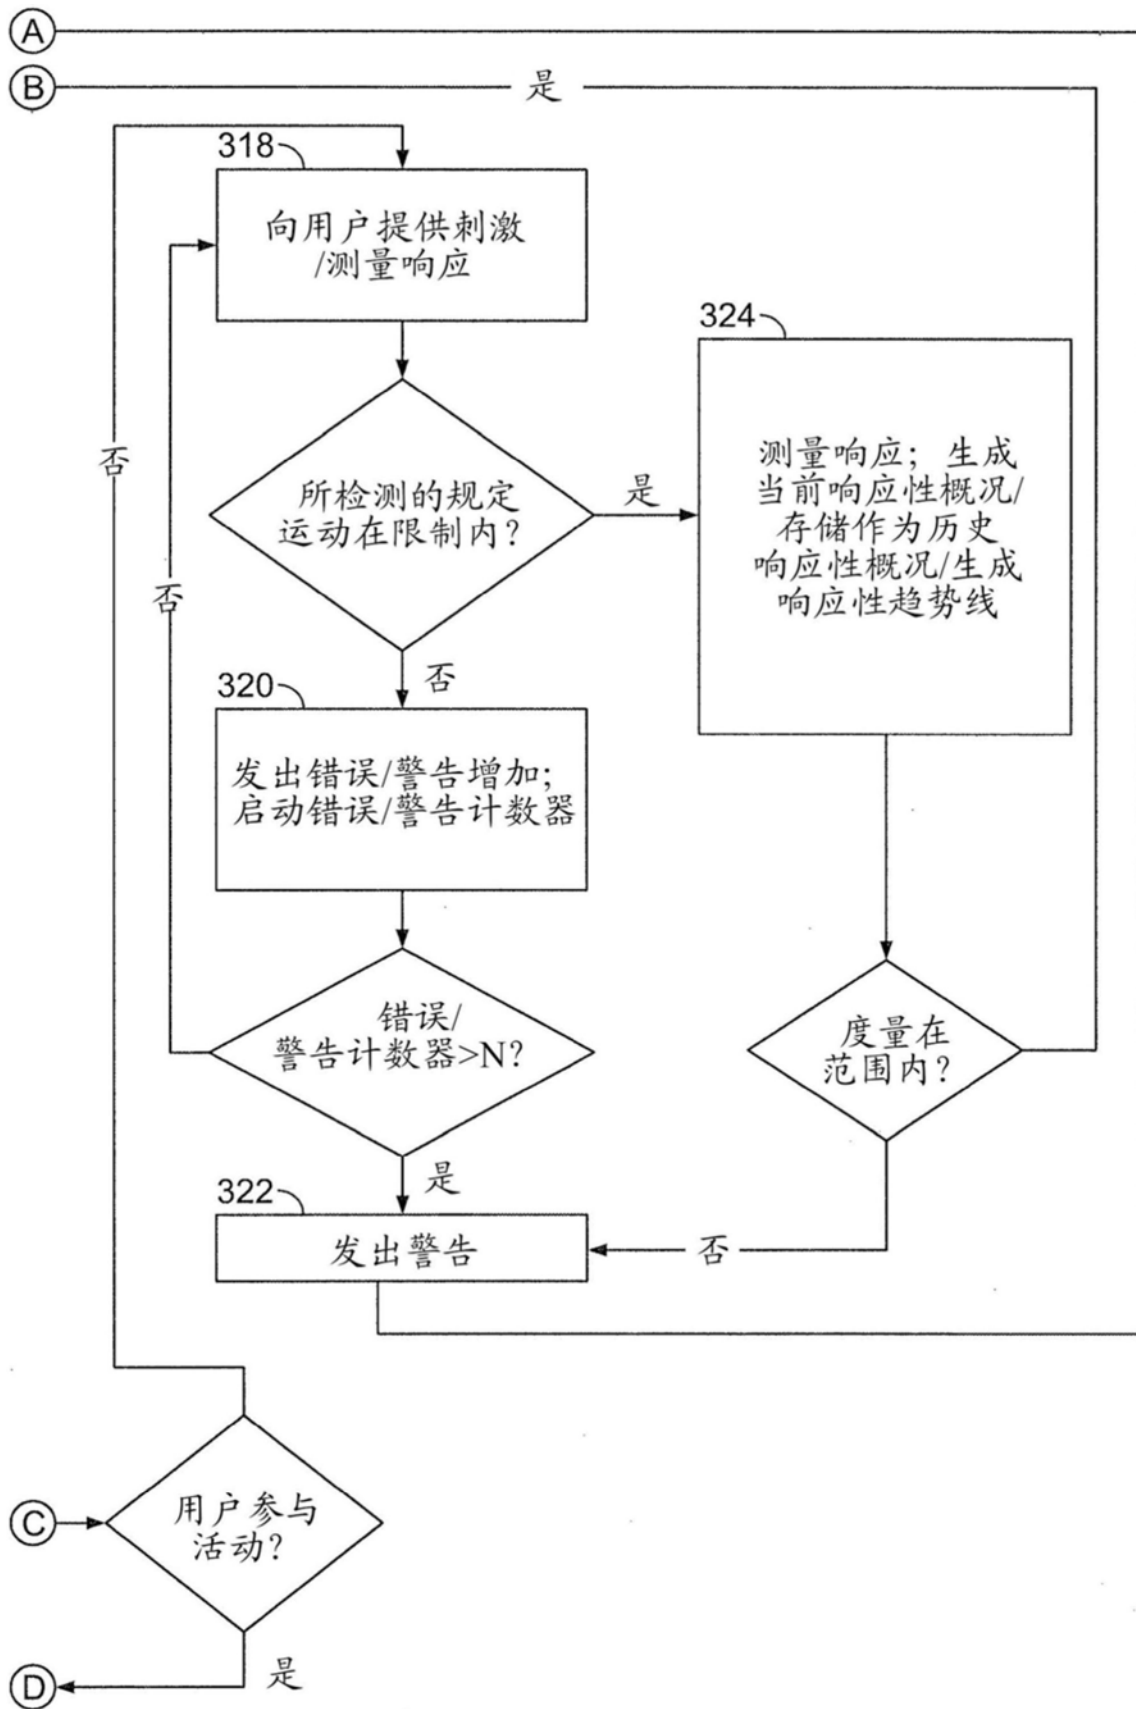 A
B
是
318
向用户提供刺激
/测量响应
324
测量响应；生成
当前响应性概况/
存储作为历史
响应性概况/生成
响应性趋势线
否
所检测的规定
运动在限制内？
是
否
否
320
发出错误/警告增加；
启动错误/警告计数器
错误/
警告计数器>N？
度量在
范围内？
是
322
发出警告
否
C
用户参与
活动？
D
是